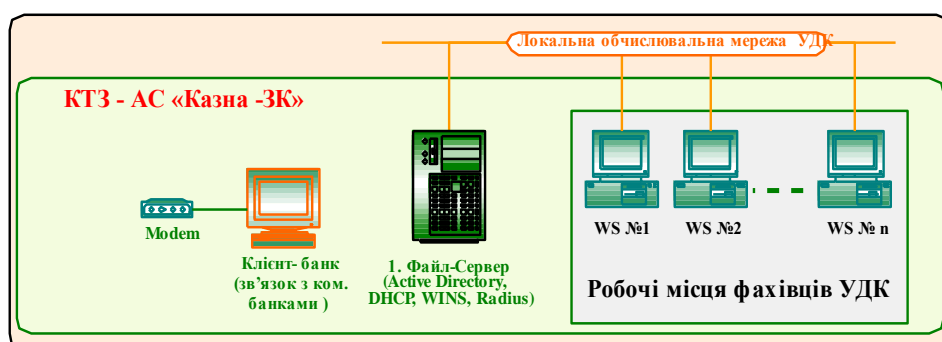 Локальна обчислювальна мережа УДК
КТЗ - АС «Казна -ЗК»
Modem
Клієнт- банк
(зв’язок з ком.
банками )
1. Файл-Сервер
(Active Directory,
DHCP, WINS, Radius)
WS №1
WS №2
WS № n
Робочі місця фахівців УДК